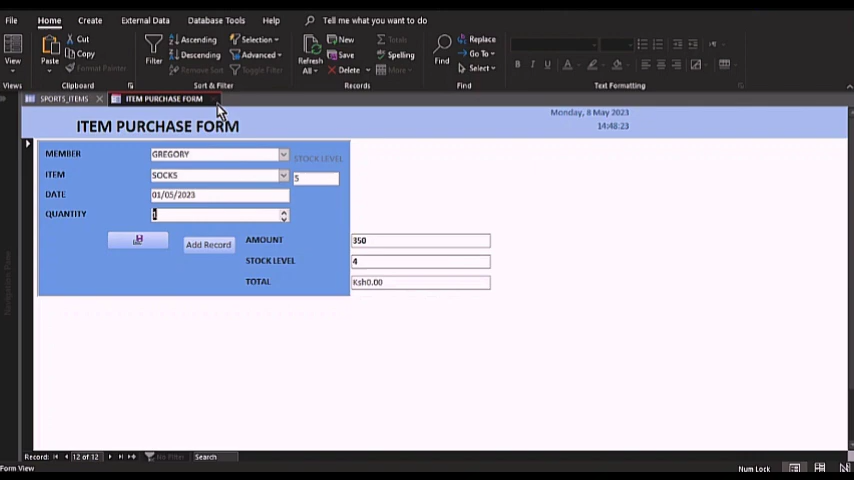 File Home Create External Data Database Tools Help Tell me what you want to do
View
Paste
Cut
Copy
Format Painter
Clipboard
Filter
Ascending
Descending
Remove Sort
Selection
Advanced
Toggle Filter
Sort & Filter
Refresh
All
New
Save
Delete
Totals
Spelling
More
Records
Find
Replace
Go To
Select
Find
B I U A
Text Formatting
SPORTS_ITEMS ITEM PURCHASE FORM
ITEM PURCHASE FORM
Monday, 8 May 2023
14:48:23
MEMBER GREGORY STOCK LEVEL
ITEM SOCKS 5
DATE 01/05/2023
QUANTITY 1
Add Record
AMOUNT 350
STOCK LEVEL 4
TOTAL Ksh0.00
Navigation Pane
Record: 12 of 12 No Filter Search
Form View Num Lock